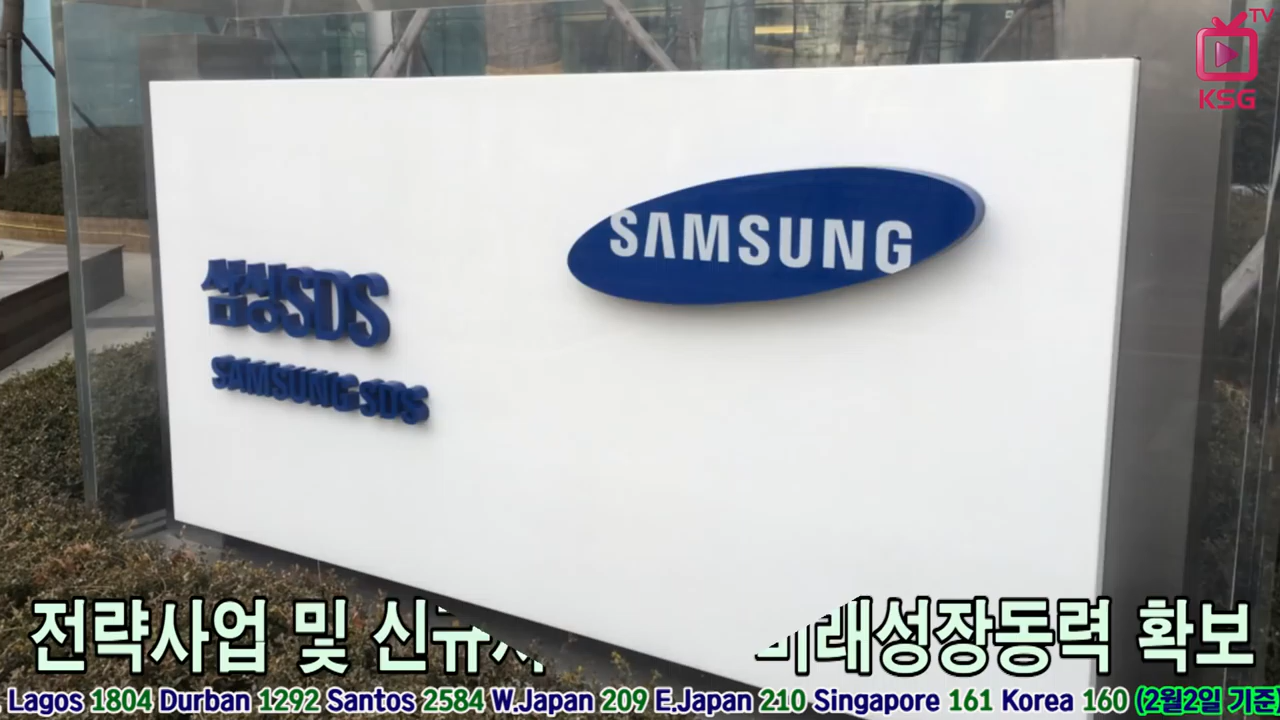 TV
KSG
SAMSUNG
삼성SDS
SAMSUNG SDS
전략사업 및 미래성장동력 확보
Lagos 1804 Durban 1292 Santos 2584 W.Japan 209 E.Japan 210 Singapore 161 Korea 160 (2월2일 기준)